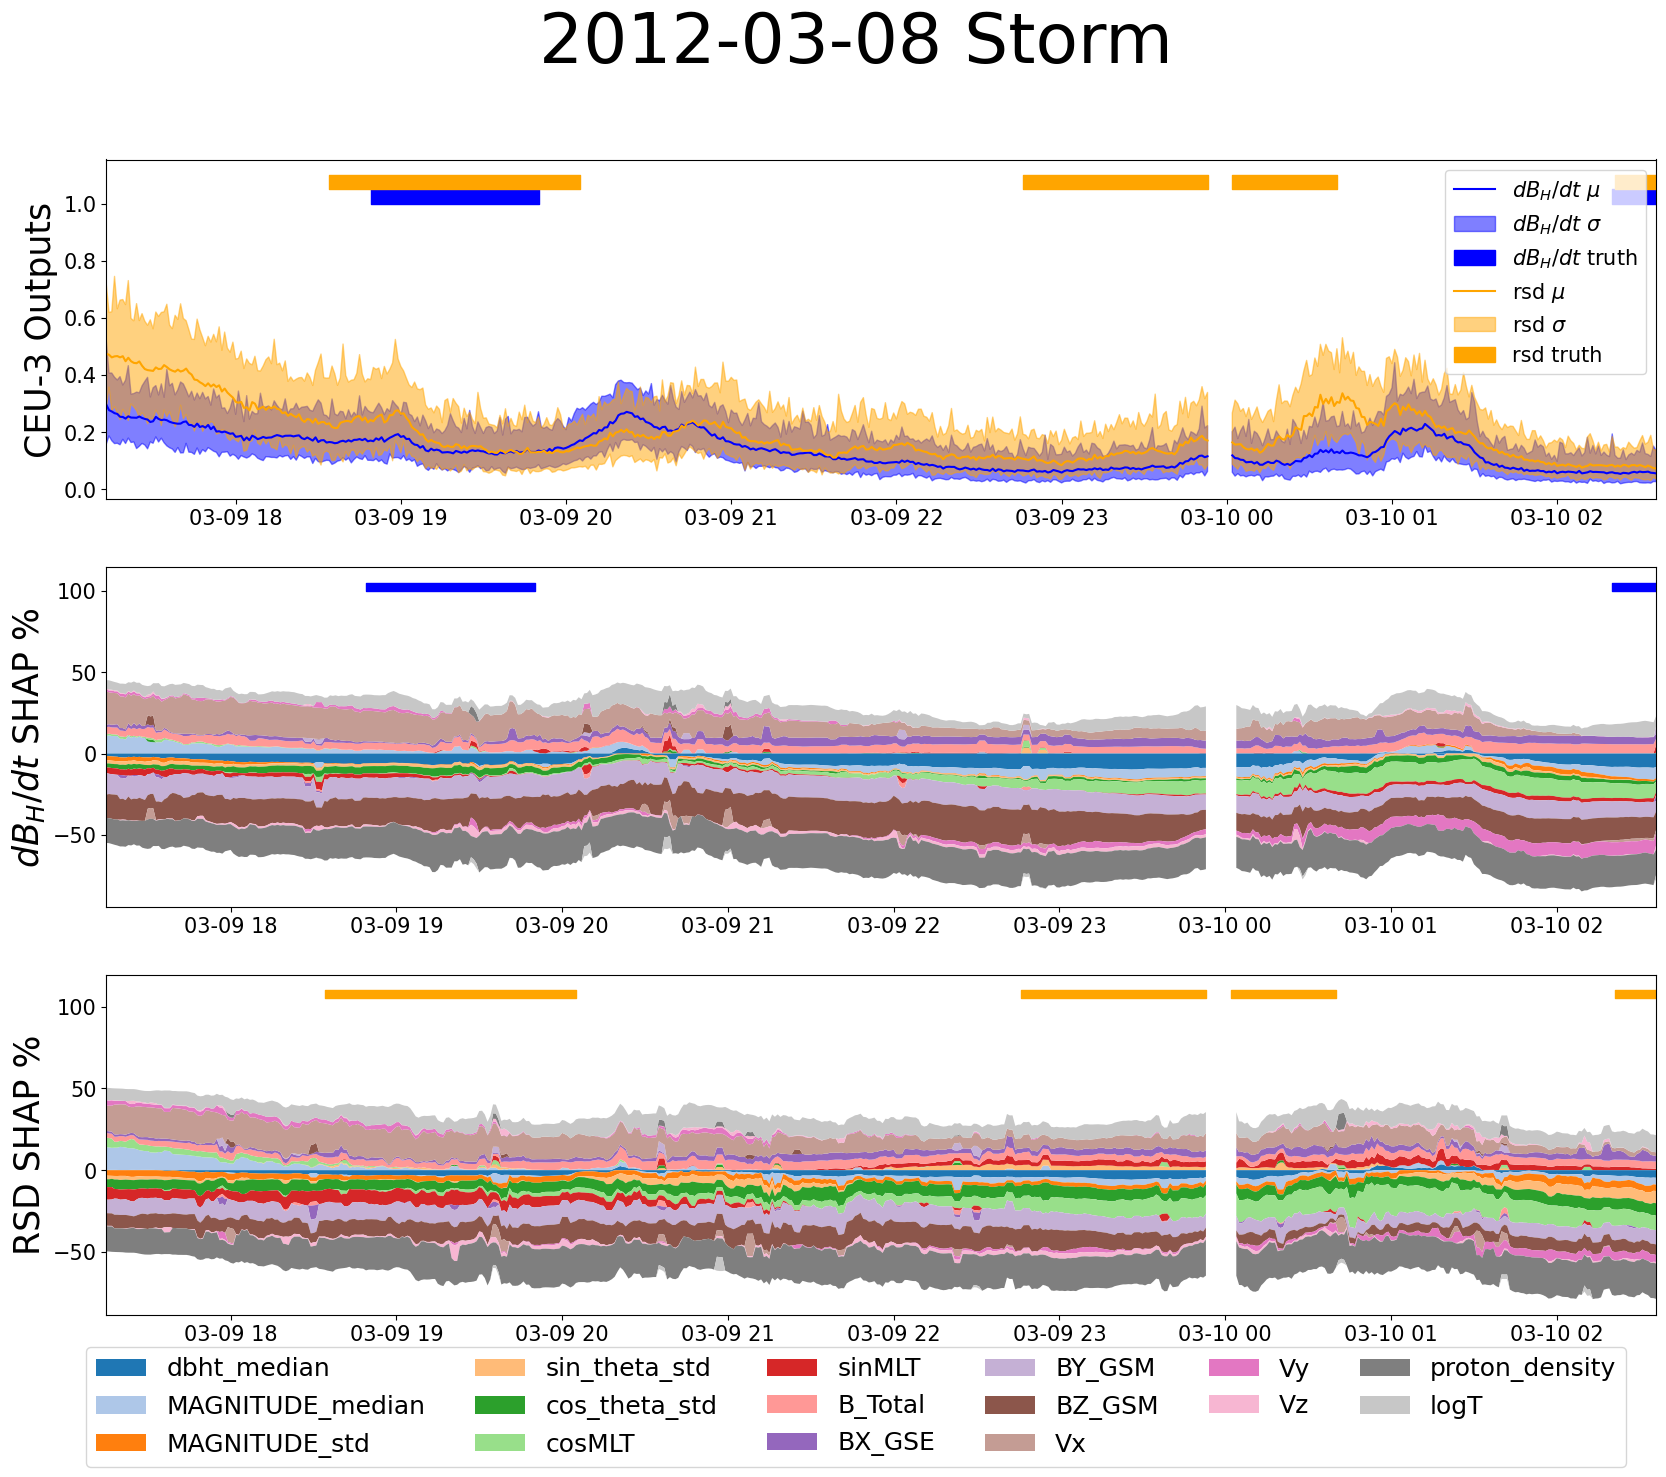 2012-03-08 Storm
CEU-3 Outputs
1.0
0.8
0.6
0.4
0.2
0.0
dB_H/dt μ
dB_H/dt σ
dB_H/dt truth
rsd μ
rsd σ
rsd truth
03-09 18 03-09 19 03-09 20 03-09 21 03-09 22 03-09 23 03-10 00 03-10 01 03-10 02
dB_H/dt SHAP %
100
50
0
−50
03-09 18 03-09 19 03-09 20 03-09 21 03-09 22 03-09 23 03-10 00 03-10 01 03-10 02
RSD SHAP %
100
50
0
−50
03-09 18 03-09 19 03-09 20 03-09 21 03-09 22 03-09 23 03-10 00 03-10 01 03-10 02
dbht_median sin_theta_std sinMLT BY_GSM Vy proton_density
MAGNITUDE_median cos_theta_std B_Total BZ_GSM Vz logT
MAGNITUDE_std cosMLT BX_GSE Vx